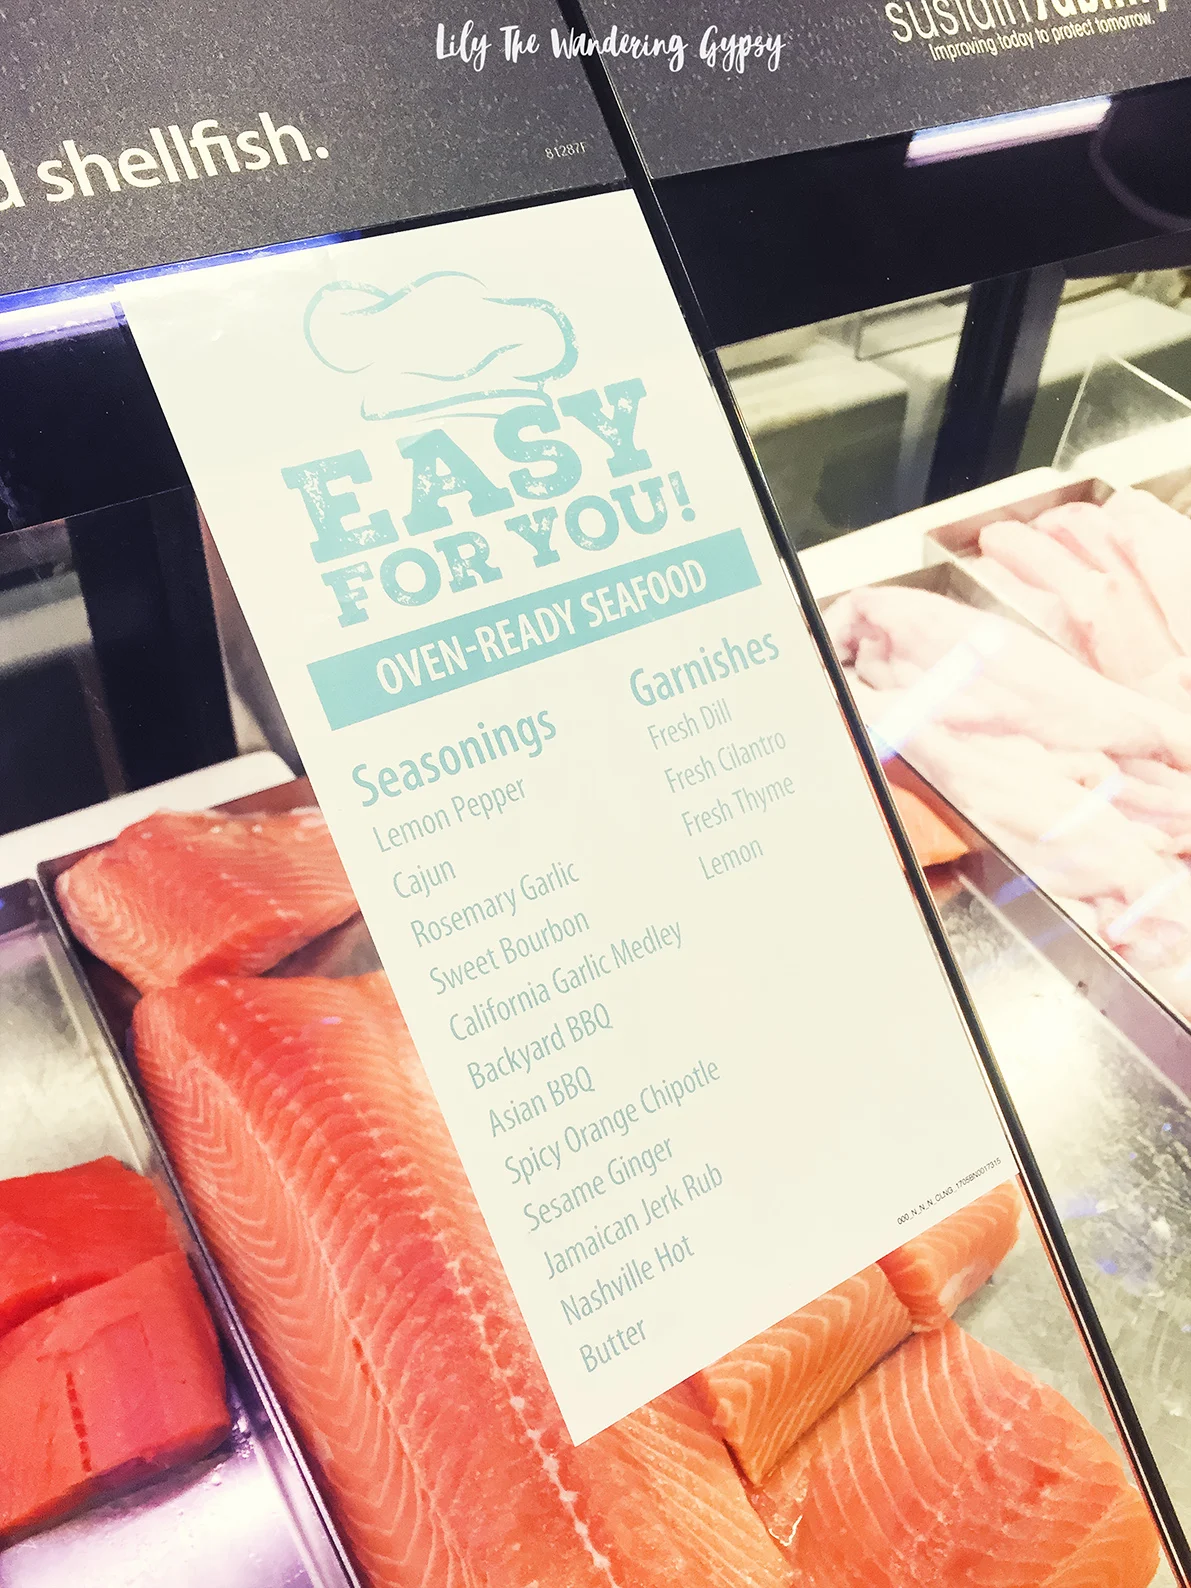 Lily The Wandering Gypsy
Improving today to protect tomorrow.
shellfish.
81287F
EASY
FOR YOU!
OVEN-READY SEAFOOD
Seasonings
Lemon Pepper
Cajun
Rosemary Garlic
Sweet Bourbon
California Garlic Medley
Backyard BBQ
Asian BBQ
Spicy Orange Chipotle
Sesame Ginger
Jamaican Jerk Rub
Nashville Hot
Butter
Garnishes
Fresh Dill
Fresh Cilantro
Fresh Thyme
Lemon
000_N_N_N_CLNG_17058N0017315